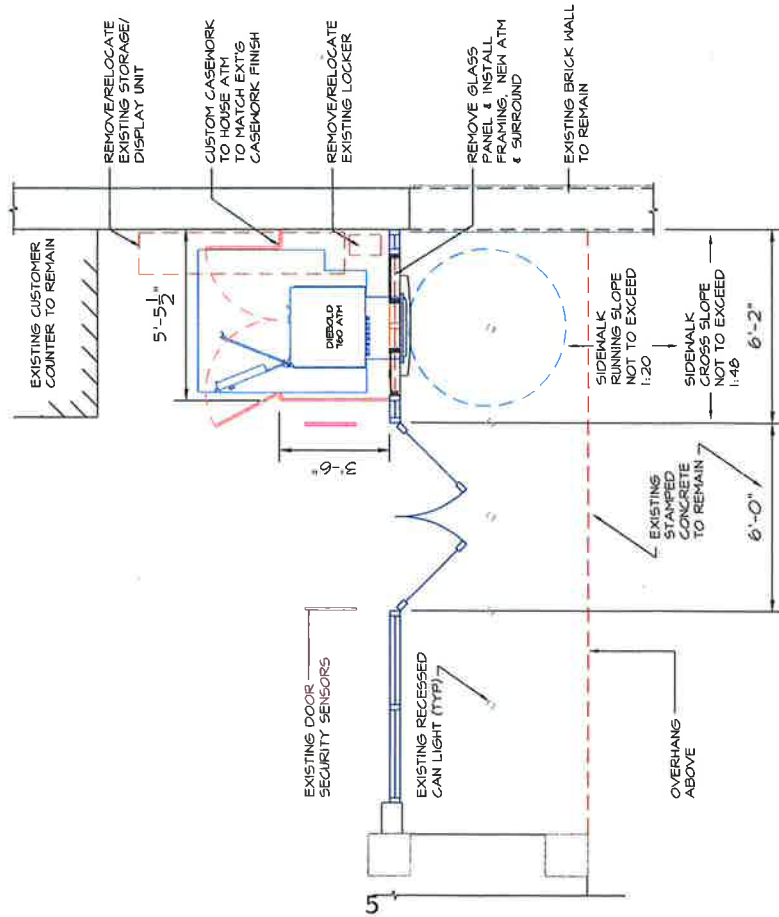 REMOVE/RELOCATE
EXISTING STORAGE/
DISPLAY UNIT
CUSTOM CASEWORK
TO HOUSE ATM
TO MATCH EXT'G
CASEWORK FINISH
REMOVE/RELOCATE
EXISTING LOCKER
REMOVE GLASS
PANEL & INSTALL
FRAMING, NEW ATM
& SURROUND
EXISTING BRICK WALL
TO REMAIN
EXISTING CUSTOMER
COUNTER TO REMAIN
5'-5 1/2"
DIEBOLD
760 ATM
3'-6"
SIDEWALK
RUNNING SLOPE
NOT TO EXCEED
1:20
SIDEWALK
CROSS SLOPE
NOT TO EXCEED
1:48
6'-2"
EXISTING
STAMPED
CONCRETE
TO REMAIN
6'-0"
EXISTING DOOR
SECURITY SENSORS
EXISTING RECESSED
CAN LIGHT (TYP)
OVERHANG
ABOVE
5